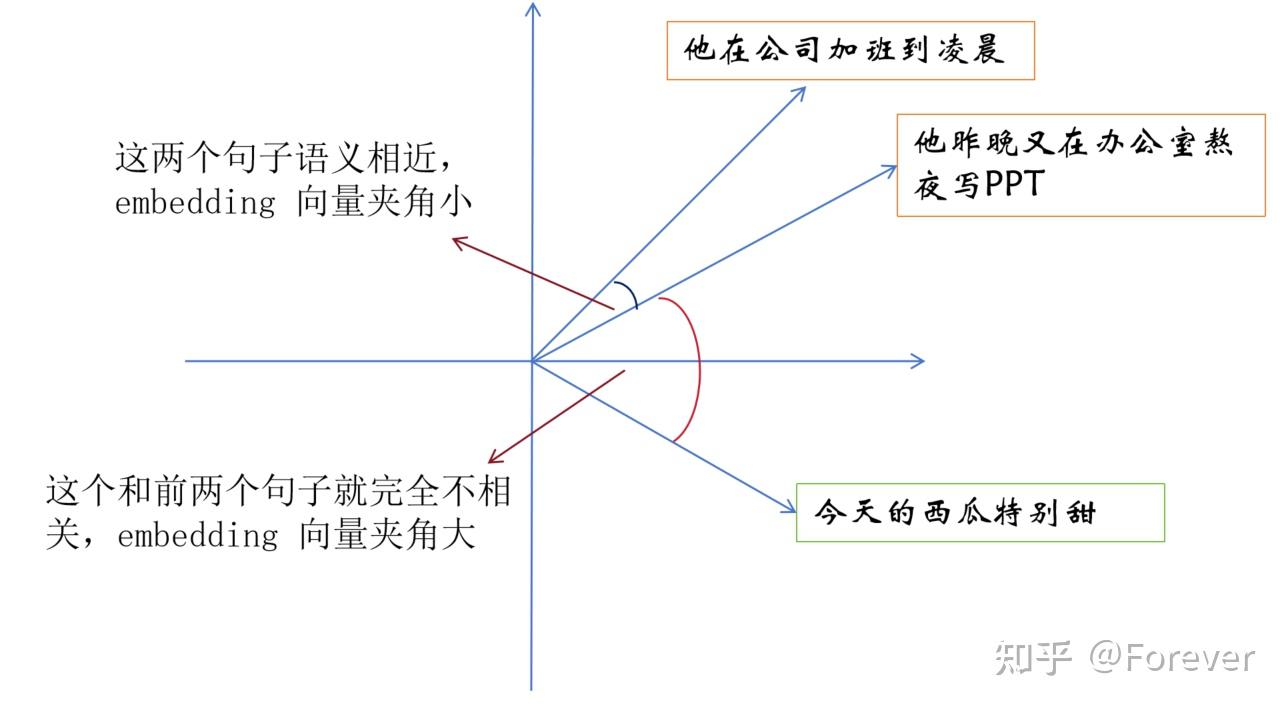 他在公司加班到凌晨
他昨晚又在办公室熬
夜写PPT
这两个句子语义相近，
embedding 向量夹角小
这个和前两个句子就完全不相
关，embedding 向量夹角大
今天的西瓜特别甜
知乎 @Forever